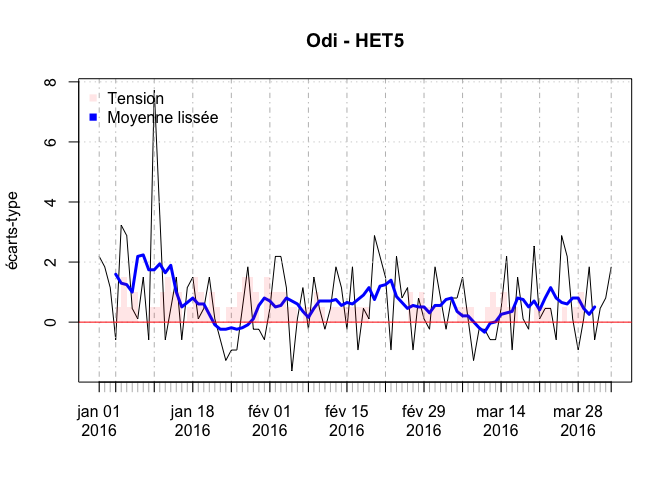 Odi - HET5
Tension
Moyenne lissée
écarts-type
8
6
4
2
0
jan 01 jan 18 fév 01 fév 15 fév 29 mar 14 mar 28
2016 2016 2016 2016 2016 2016 2016